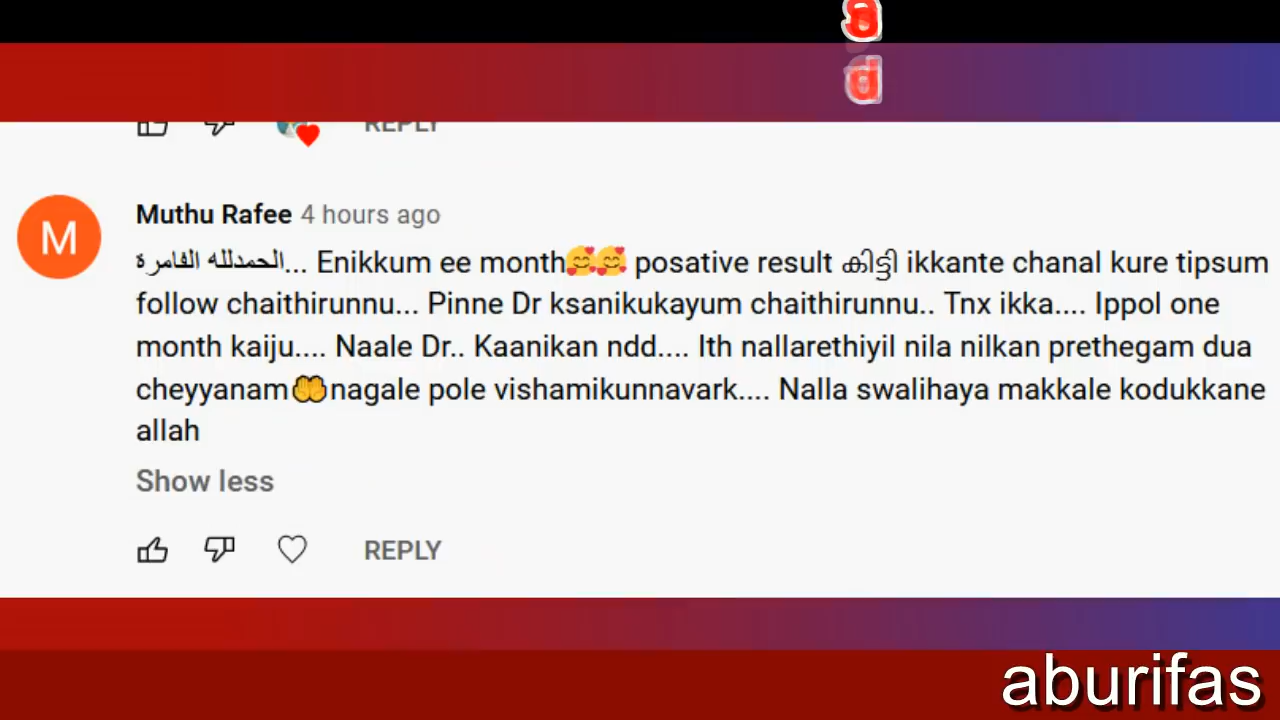 a
d
REPLY
Muthu Rafee 4 hours ago
الحمدلله الفامرة... Enikkum ee month🥰🥰 posative result കിട്ടി ikkante chanal kure tipsum
follow chaithirunnu... Pinne Dr ksanikukayum chaithirunnu.. Tnx ikka.... Ippol one
month kaiju.... Naale Dr.. Kaanikan ndd.... Ith nallarethiyil nila nilkan prethegam dua
cheyyanam🤲nagale pole vishamikunnavark.... Nalla swalihaya makkale kodukkane
allah
Show less
REPLY
aburifas